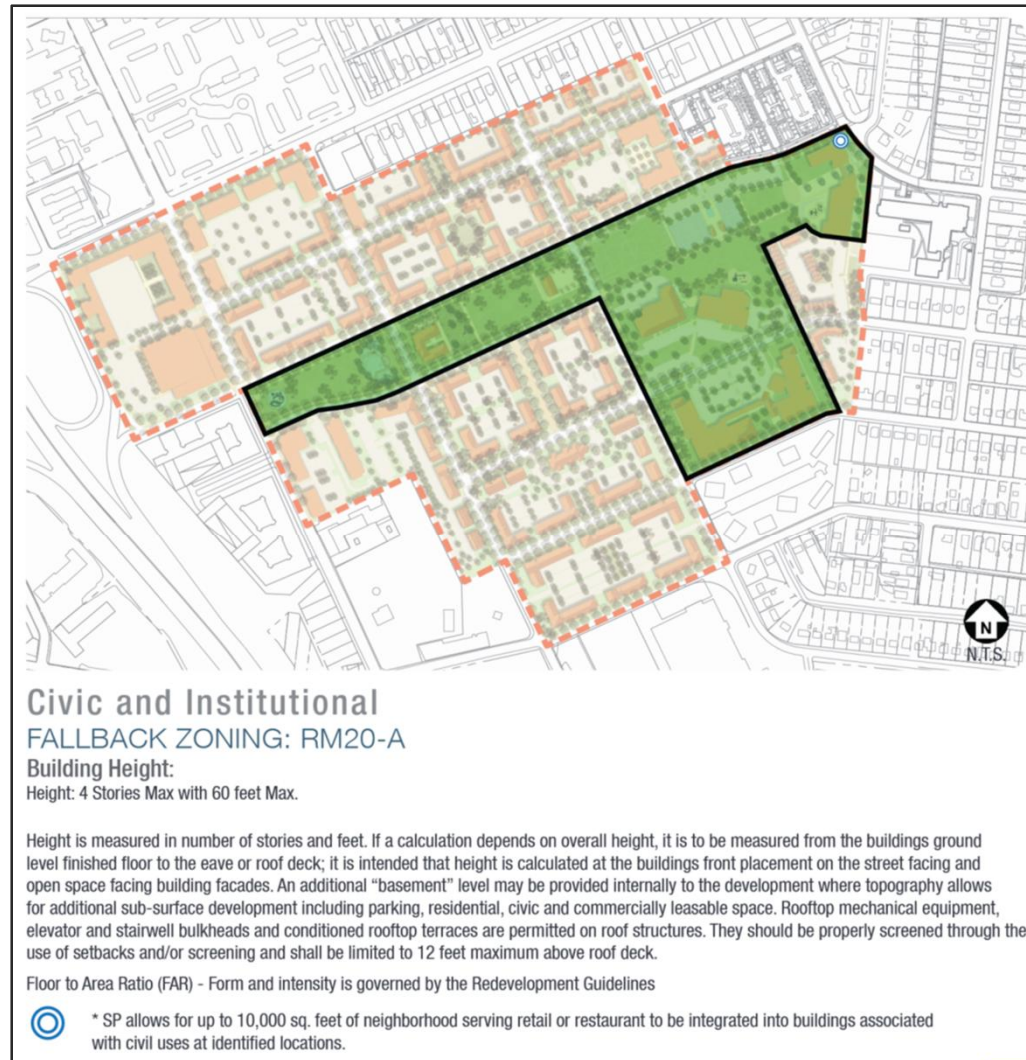 N
N.T.S.
Civic and Institutional
FALLBACK ZONING: RM20-A
Building Height:
Height: 4 Stories Max with 60 feet Max.
Height is measured in number of stories and feet. If a calculation depends on overall height, it is to be measured from the buildings ground
level finished floor to the eave or roof deck; it is intended that height is calculated at the buildings front placement on the street facing and
open space facing building facades. An additional “basement” level may be provided internally to the development where topography allows
for additional sub-surface development including parking, residential, civic and commercially leasable space. Rooftop mechanical equipment,
elevator and stairwell bulkheads and conditioned rooftop terraces are permitted on roof structures. They should be properly screened through the
use of setbacks and/or screening and shall be limited to 12 feet maximum above roof deck.
Floor to Area Ratio (FAR) - Form and intensity is governed by the Redevelopment Guidelines
* SP allows for up to 10,000 sq. feet of neighborhood serving retail or restaurant to be integrated into buildings associated
with civil uses at identified locations.